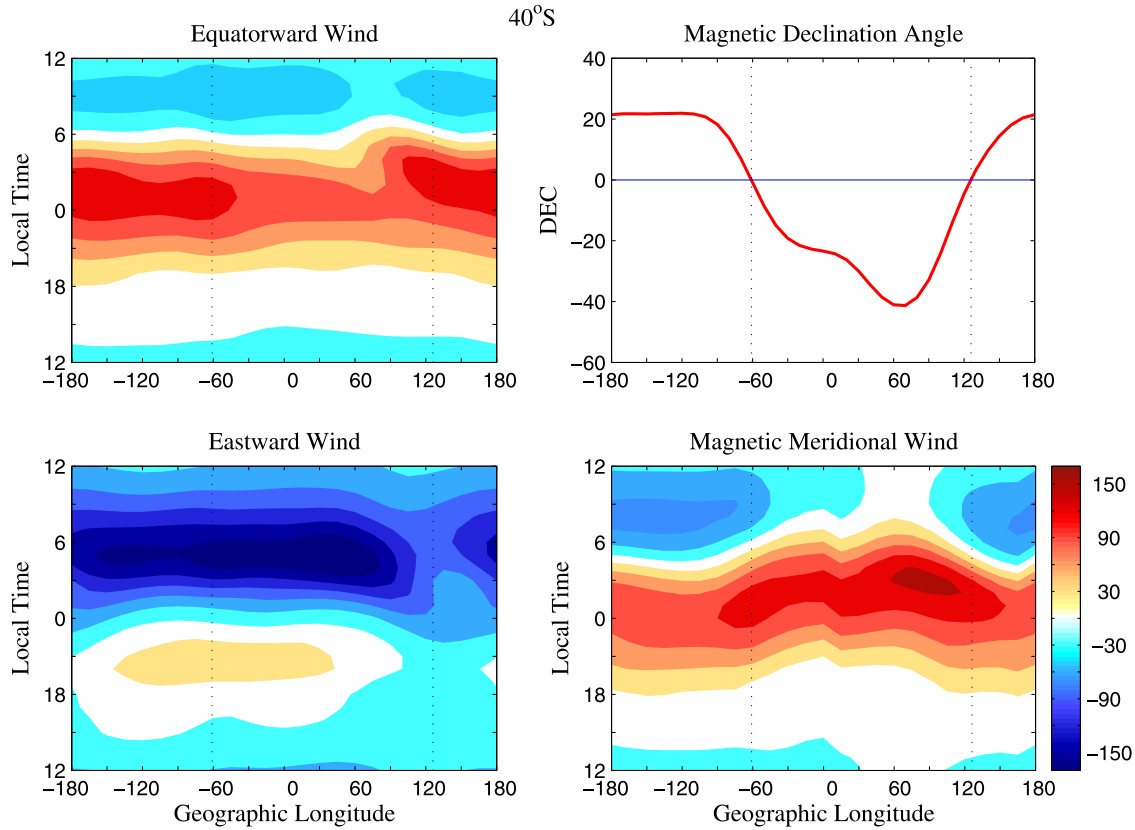 40°S
Equatorward Wind
Magnetic Declination Angle
12
6
0
18
12
Local Time
−180 −120 −60 0 60 120 180
40
20
0
−20
−40
−60
DEC
−180 −120 −60 0 60 120 180
Eastward Wind
Magnetic Meridional Wind
12
6
0
18
12
Local Time
−180 −120 −60 0 60 120 180
Geographic Longitude
12
6
0
18
12
Local Time
−180 −120 −60 0 60 120 180
Geographic Longitude
150
90
30
−30
−90
−150